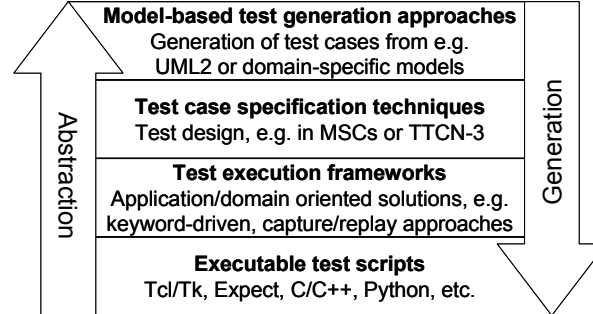 Model-based test generation approaches
Generation of test cases from e.g.
UML2 or domain-specific models
Test case specification techniques
Test design, e.g. in MSCs or TTCN-3
Test execution frameworks
Application/domain oriented solutions, e.g.
keyword-driven, capture/replay approaches
Executable test scripts
Tcl/Tk, Expect, C/C++, Python, etc.
Abstraction
Generation